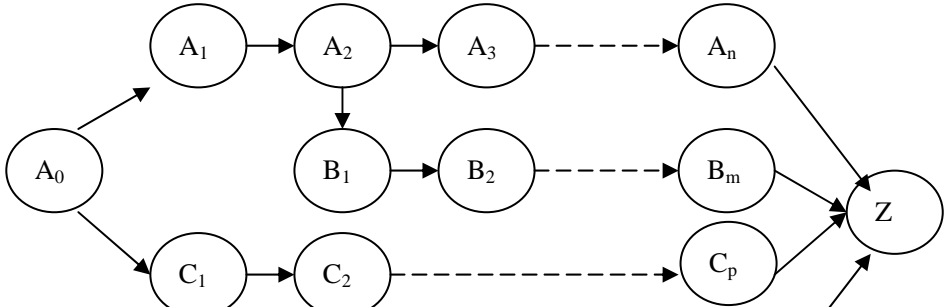 A₁ A₂ A₃ Aₙ
A₀ B₁ B₂ Bₘ
Z
C₁ C₂ Cₚ